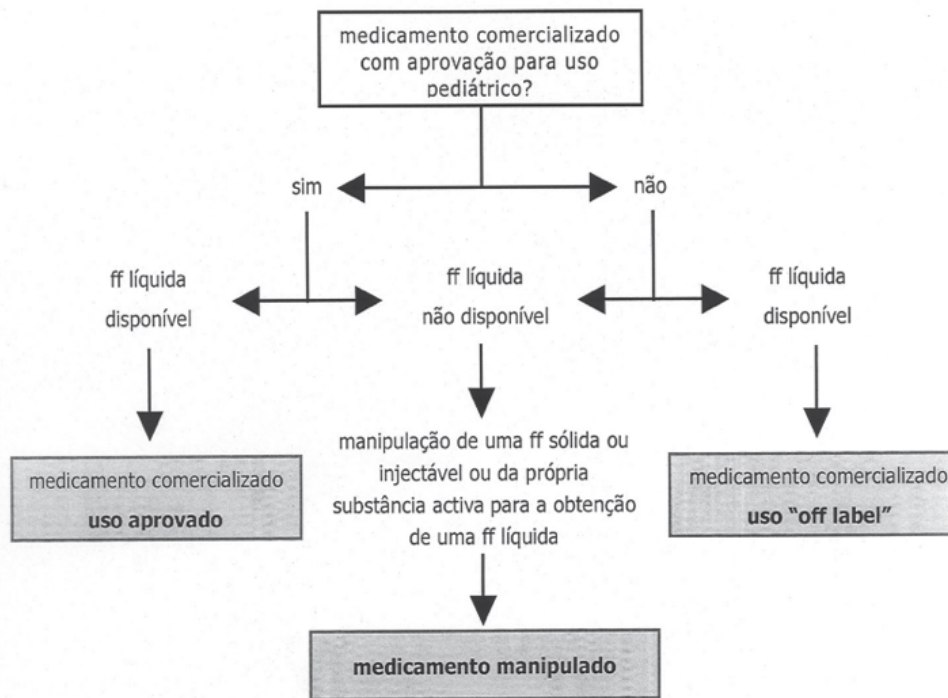 medicamento comercializado
com aprovação para uso
pediátrico?
sim
não
ff líquida
disponível
ff líquida
não disponível
ff líquida
disponível
medicamento comercializado
uso aprovado
manipulação de uma ff sólida ou
injectável ou da própria
substância activa para a obtenção
de uma ff líquida
medicamento comercializado
uso "off label"
medicamento manipulado